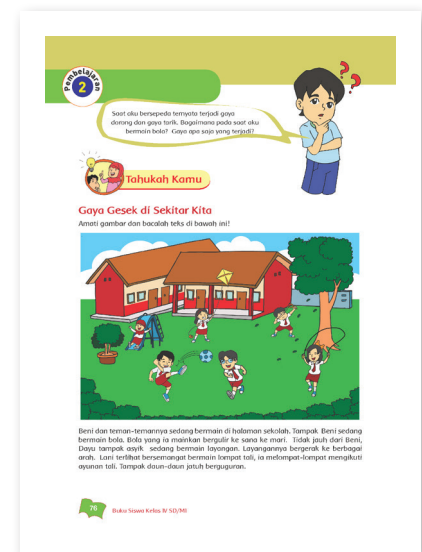 Pembelajaran
2
Saat aku bersepeda ternyata terjadi gaya
dorong dan gaya tarik. Bagaimana pada saat aku
bermain bola? Gaya apa saja yang terjadi?
Tahukah Kamu
Gaya Gesek di Sekitar Kita
Amati gambar dan bacalah teks di bawah ini!
Beni dan teman-temannya sedang bermain di halaman sekolah. Tampak Beni sedang
bermain bola. Bola yang ia mainkan bergulir ke sana ke mari. Tidak jauh dari Beni,
Dayu tampak asyik sedang bermain layangan. Layangannya bergerak ke berbagai
arah. Lani terlihat bersemangat bermain lompat tali, ia melompat-lompat mengikuti
ayunan tali. Tampak daun-daun jatuh berguguran.
76
Buku Siswa Kelas IV SD/MI